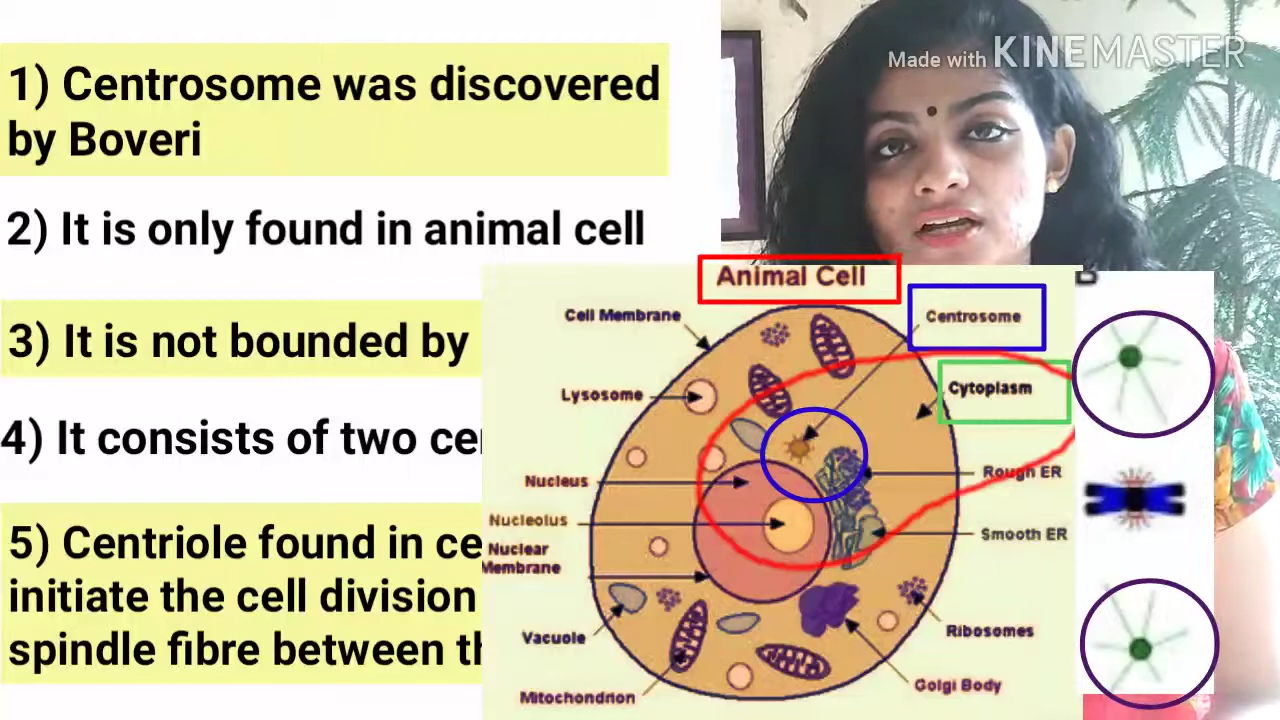 Made with KINEMASTER
1) Centrosome was discovered
by Boveri
2) It is only found in animal cell
3) It is not bounded by
4) It consists of two
5) Centriole found in
initiate the cell division
spindle fibre between
Animal Cell
B
Cell Membrane
Centrosome
Cytoplasm
Lysosome
Rough ER
Nucleus
Nucleolus
Smooth ER
Nuclear
Membrane
Vacuole
Ribosomes
Mitochondrion
Golgi Body